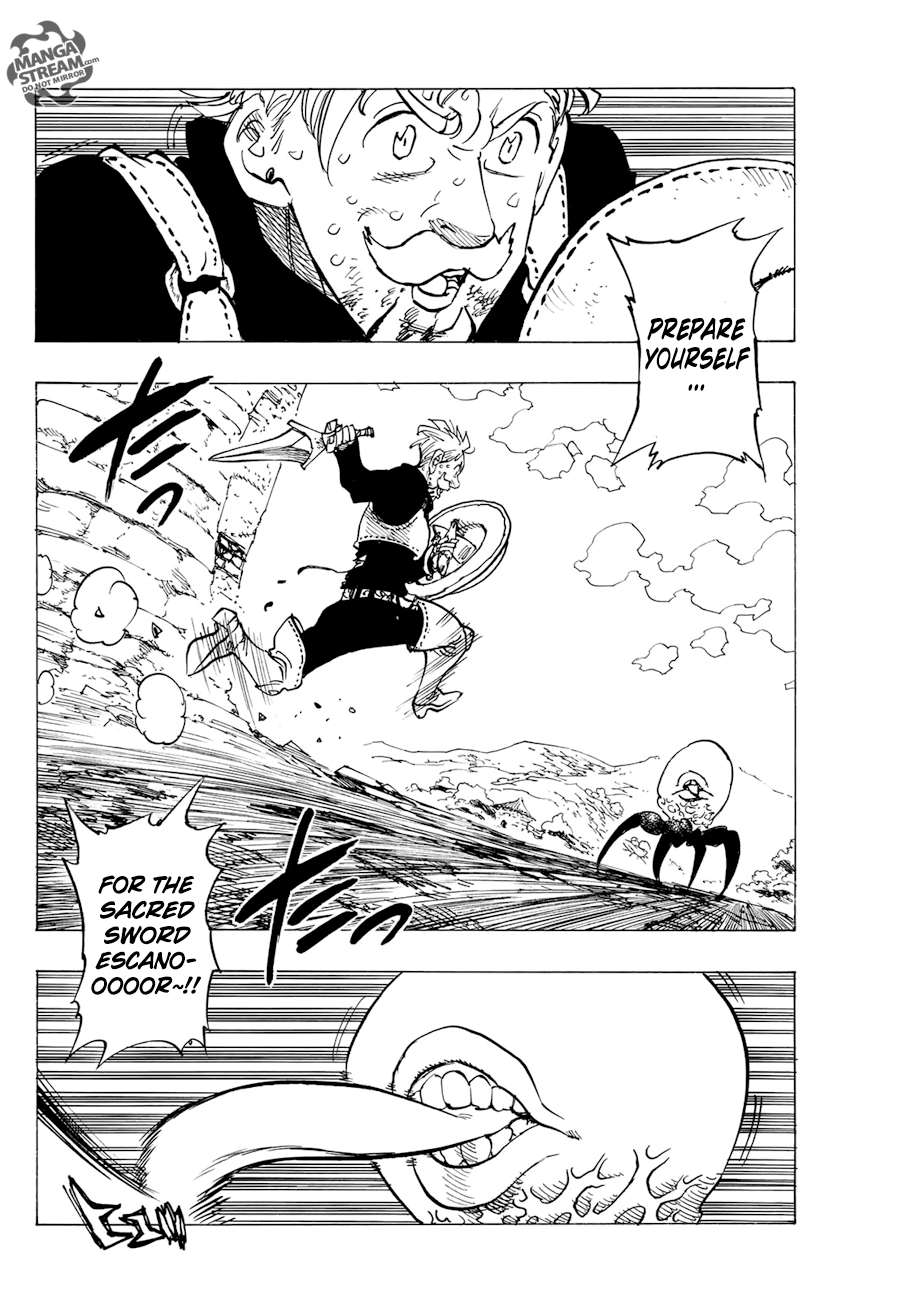 MANGA
STREAM.com
DO NOT MIRROR
PREPARE
YOURSELF
...
FOR THE
SACRED
SWORD
ESCANO-
OOOOR~!!